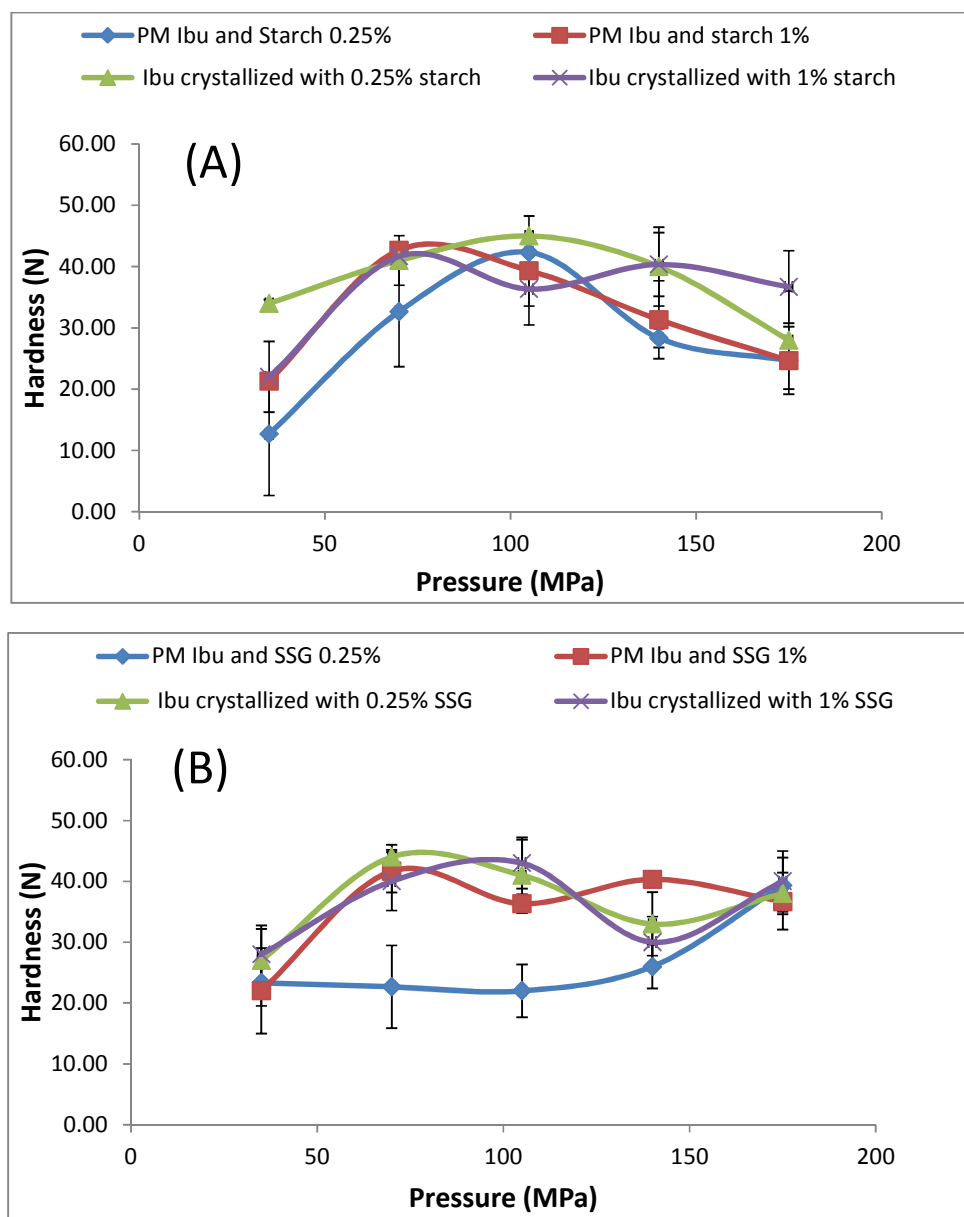 PM Ibu and Starch 0.25% PM Ibu and starch 1%
Ibu crystallized with 0.25% starch Ibu crystallized with 1% starch
(A)
60.00
50.00
40.00
30.00
20.00
10.00
0.00
Hardness (N)
0 50 100 150 200
Pressure (MPa)
PM Ibu and SSG 0.25% PM Ibu and SSG 1%
Ibu crystallized with 0.25% SSG Ibu crystallized with 1% SSG
(B)
60.00
50.00
40.00
30.00
20.00
10.00
0.00
Hardness (N)
0 50 100 150 200
Pressure (MPa)